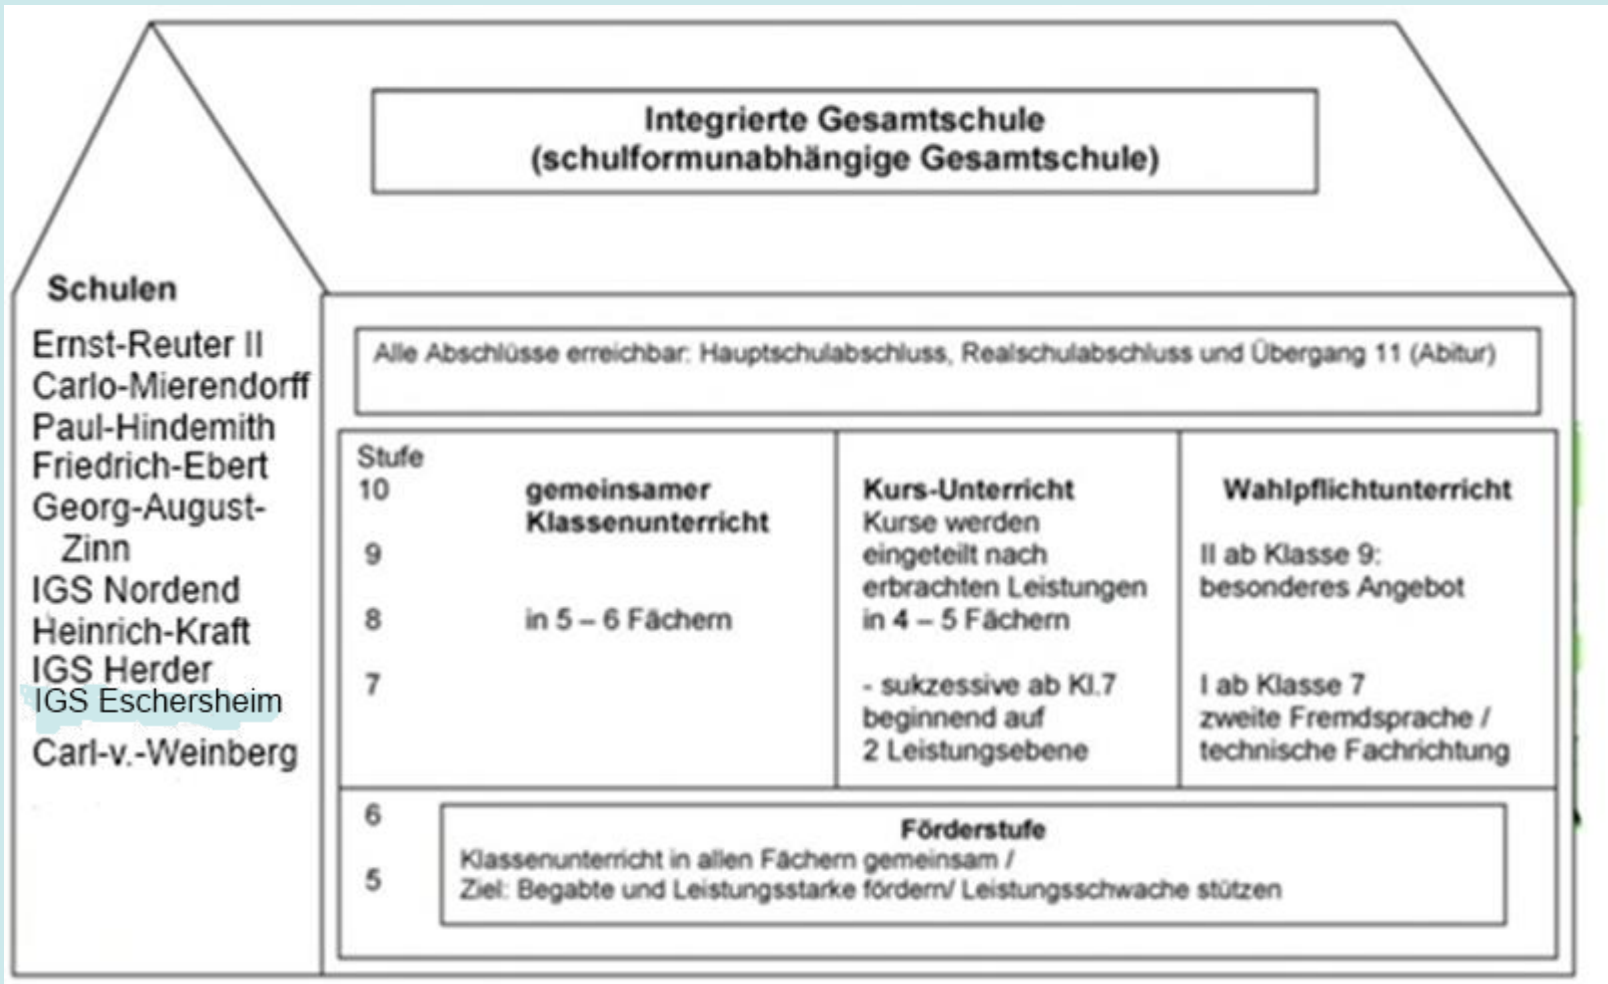 Integrierte Gesamtschule
(schulformunabhängige Gesamtschule)
Schulen
Ernst-Reuter II
Carlo-Mierendorff
Paul-Hindemith
Friedrich-Ebert
Georg-August-
Zinn
IGS Nordend
Heinrich-Kraft
IGS Herder
IGS Eschersheim
Carl-v.-Weinberg
Alle Abschlüsse erreichbar: Hauptschulabschluss, Realschulabschluss und Übergang 11 (Abitur)
Stufe
10
9
8
7
gemeinsamer
Klassenunterricht
in 5 – 6 Fächern
Kurs-Unterricht
Kurse werden
eingeteilt nach
erbrachten Leistungen
in 4 – 5 Fächern
- sukzessive ab Kl.7
beginnend auf
2 Leistungsebene
Wahlpflichtunterricht
II ab Klasse 9:
besonderes Angebot
I ab Klasse 7
zweite Fremdsprache /
technische Fachrichtung
6
5
Förderstufe
Klassenunterricht in allen Fächern gemeinsam /
Ziel: Begabte und Leistungsstarke fördern/ Leistungsschwache stützen